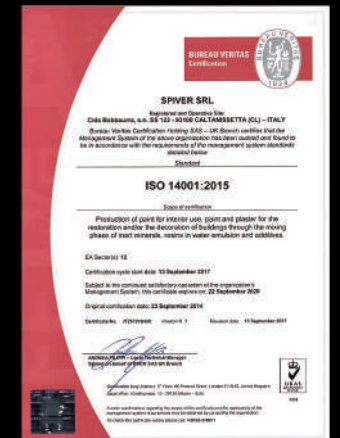 BUREAU VERITAS
Certification
BUREAU VERITAS
1828
SPIVER SRL
Registered and Operative Site:
SS 122 - 93100 CALTANISSETTA (CL) – ITALY
Bureau Veritas Certification Holding SAS – UK Branch certifies that the
Management System of the above organization has been audited and found to
be in accordance with the requirements of the management system standards
detailed below
Standard
ISO 14001:2015
Scope of certification
Production of paint for interior use, paint and plaster for the
restoration and/or the decoration of buildings through the mixing
phase of inert minerals, resins in water emulsion and additives.
EA Sector(s): 12
Certification cycle start date: 13 September 2017
Subject to the continued satisfactory operation of the organization's
Management System, this certificate expires on: 22 September 2020
Original certification date: 23 September 2014
Certificate No.
Version N. 1
Revision date: 13 September 2017
UKAS